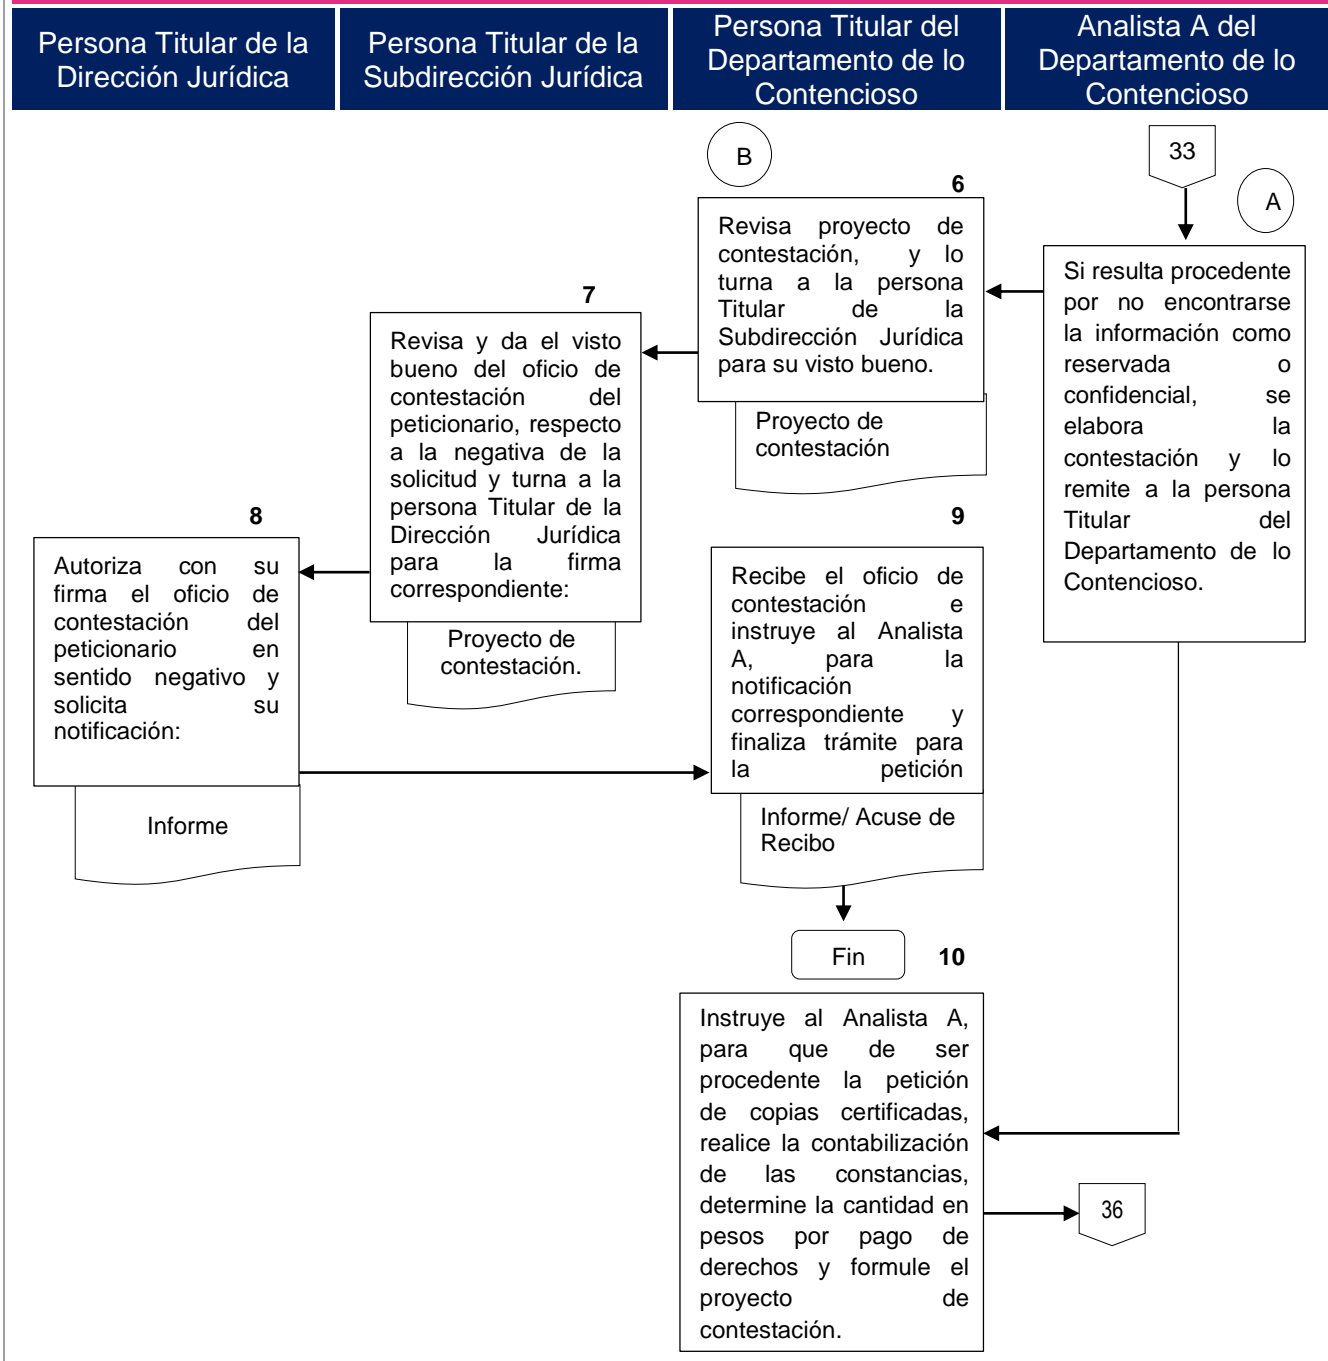 Persona Titular de la
Dirección Jurídica
Persona Titular de la
Subdirección Jurídica
Persona Titular del
Departamento de lo
Contencioso
Analista A del
Departamento de lo
Contencioso
B
33
A
6
Revisa proyecto de
contestación, y lo
turna a la persona
Titular de la
Subdirección Jurídica
para su visto bueno.
Proyecto de
contestación
Si resulta procedente
por no encontrarse
la información como
reservada o
confidencial, se
elabora la
contestación y lo
remite a la persona
Titular del
Departamento de lo
Contencioso.
7
Revisa y da el visto
bueno del oficio de
contestación del
peticionario, respecto
a la negativa de la
solicitud y turna a la
persona Titular de la
Dirección Jurídica
para la firma
correspondiente:
Proyecto de
contestación.
8
Autoriza con su
firma el oficio de
contestación del
peticionario en
sentido negativo y
solicita su
notificación:
Informe
9
Recibe el oficio de
contestación e
instruye al Analista
A, para la
notificación
correspondiente y
finaliza trámite para
la petición
Informe/ Acuse de
Recibo
Fin
10
Instruye al Analista A,
para que de ser
procedente la petición
de copias certificadas,
realice la contabilización
de las constancias,
determine la cantidad en
pesos por pago de
derechos y formule el
proyecto de
contestación.
36